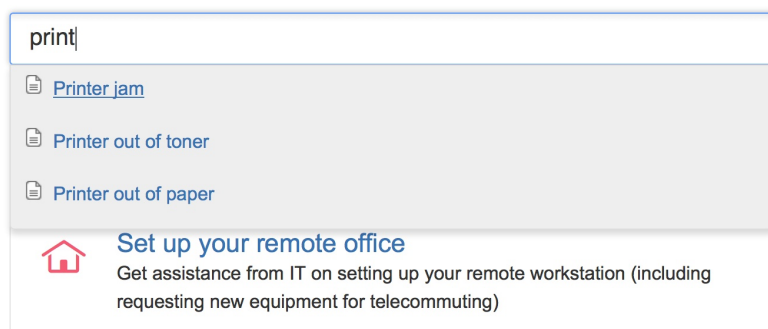 print
Printer jam
Printer out of toner
Printer out of paper
Set up your remote office
Get assistance from IT on setting up your remote workstation (including
requesting new equipment for telecommuting)